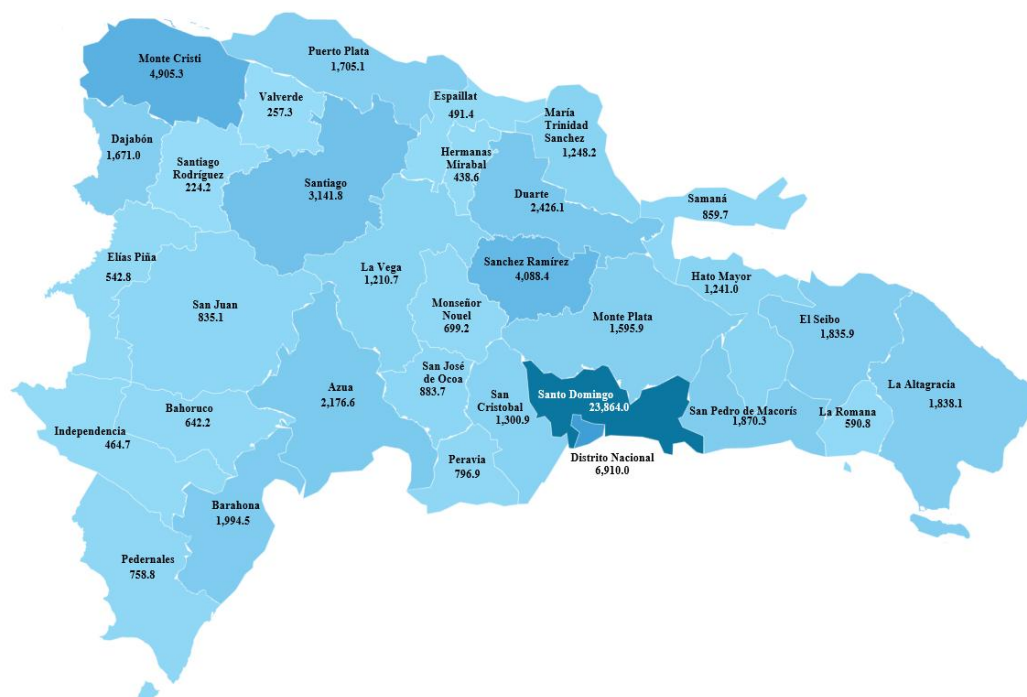 Monte Cristi
4,905.3
Puerto Plata
1,705.1
Valverde
257.3
Espaillat
491.4
María
Trinidad
Sanchez
1,248.2
Dajabón
1,671.0
Santiago
Rodríguez
224.2
Santiago
3,141.8
Hermanas
Mirabal
438.6
Duarte
2,426.1
Samaná
859.7
Elías Piña
542.8
La Vega
1,210.7
Sanchez Ramírez
4,088.4
Hato Mayor
1,241.0
San Juan
835.1
Monseñor
Nouel
699.2
Monte Plata
1,595.9
El Seibo
1,835.9
Azua
2,176.6
San José
de Ocoa
883.7
San
Cristobal
1,300.9
Santo Domingo
23,864.0
San Pedro de Macorís
1,870.3
La Romana
590.8
La Altagracia
1,838.1
Bahoruco
642.2
Independencia
464.7
Peravia
796.9
Distrito Nacional
6,910.0
Barahona
1,994.5
Pedernales
758.8